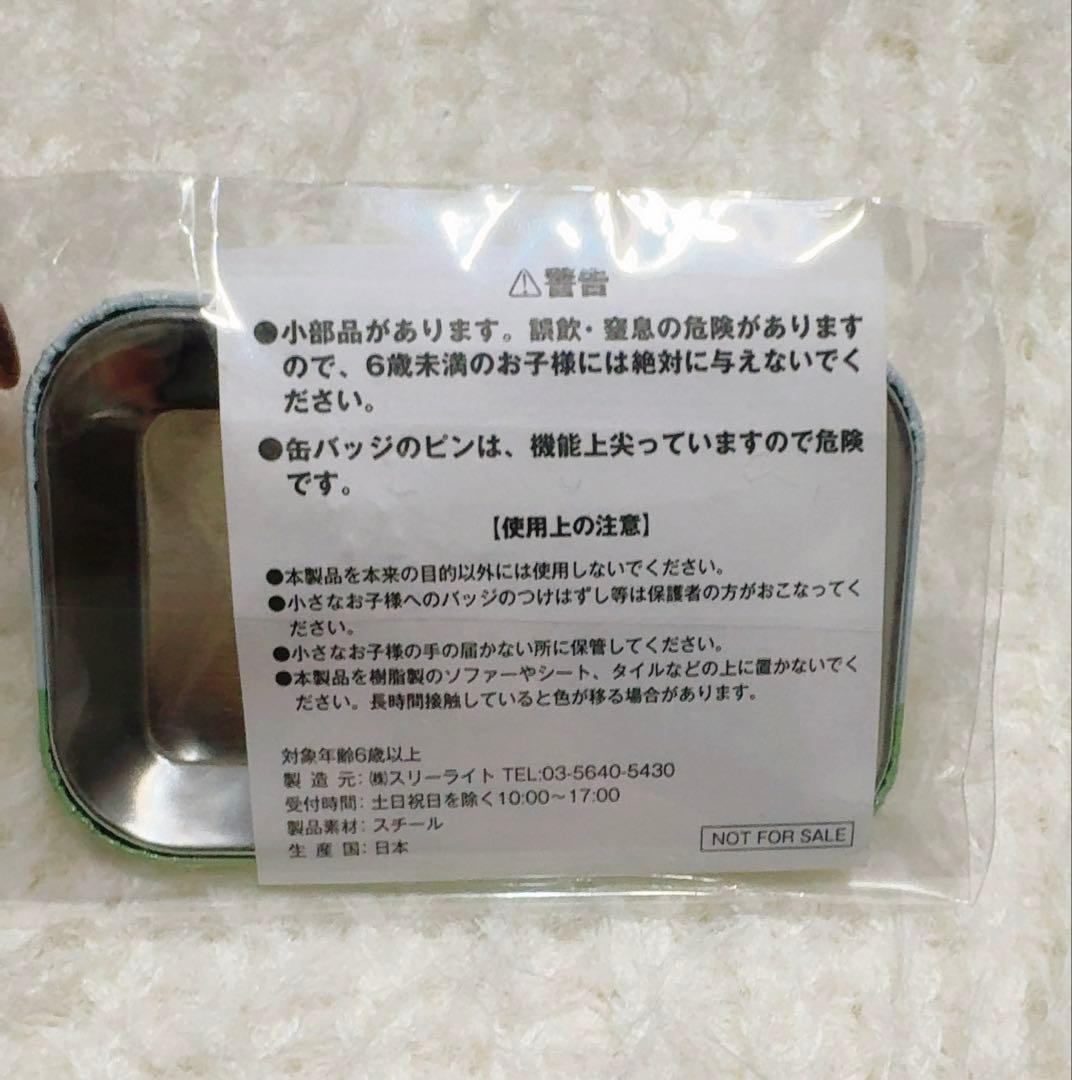 ⚠警告
●小部品があります。誤飲・窒息の危険があります
ので、6歳未満のお子様には絶対に与えないでく
ださい。
●缶バッジのピンは、機能上尖っていますので危険
です。
【使用上の注意】
●本製品を本来の目的以外には使用しないでください。
●小さなお子様へのバッジのつけはずし等は保護者の方がおこなってく
ださい。
●小さなお子様の手の届かない所に保管してください。
●本製品を樹脂製のソファーやシート、タイルなどの上に置かないでく
ださい。長時間接触していると色が移る場合があります。
対象年齢6歳以上
製造元:㈱スリーライト TEL:03-5640-5430
受付時間:土日祝日を除く10:00～17:00
製品素材:スチール
生産国:日本
NOT FOR SALE